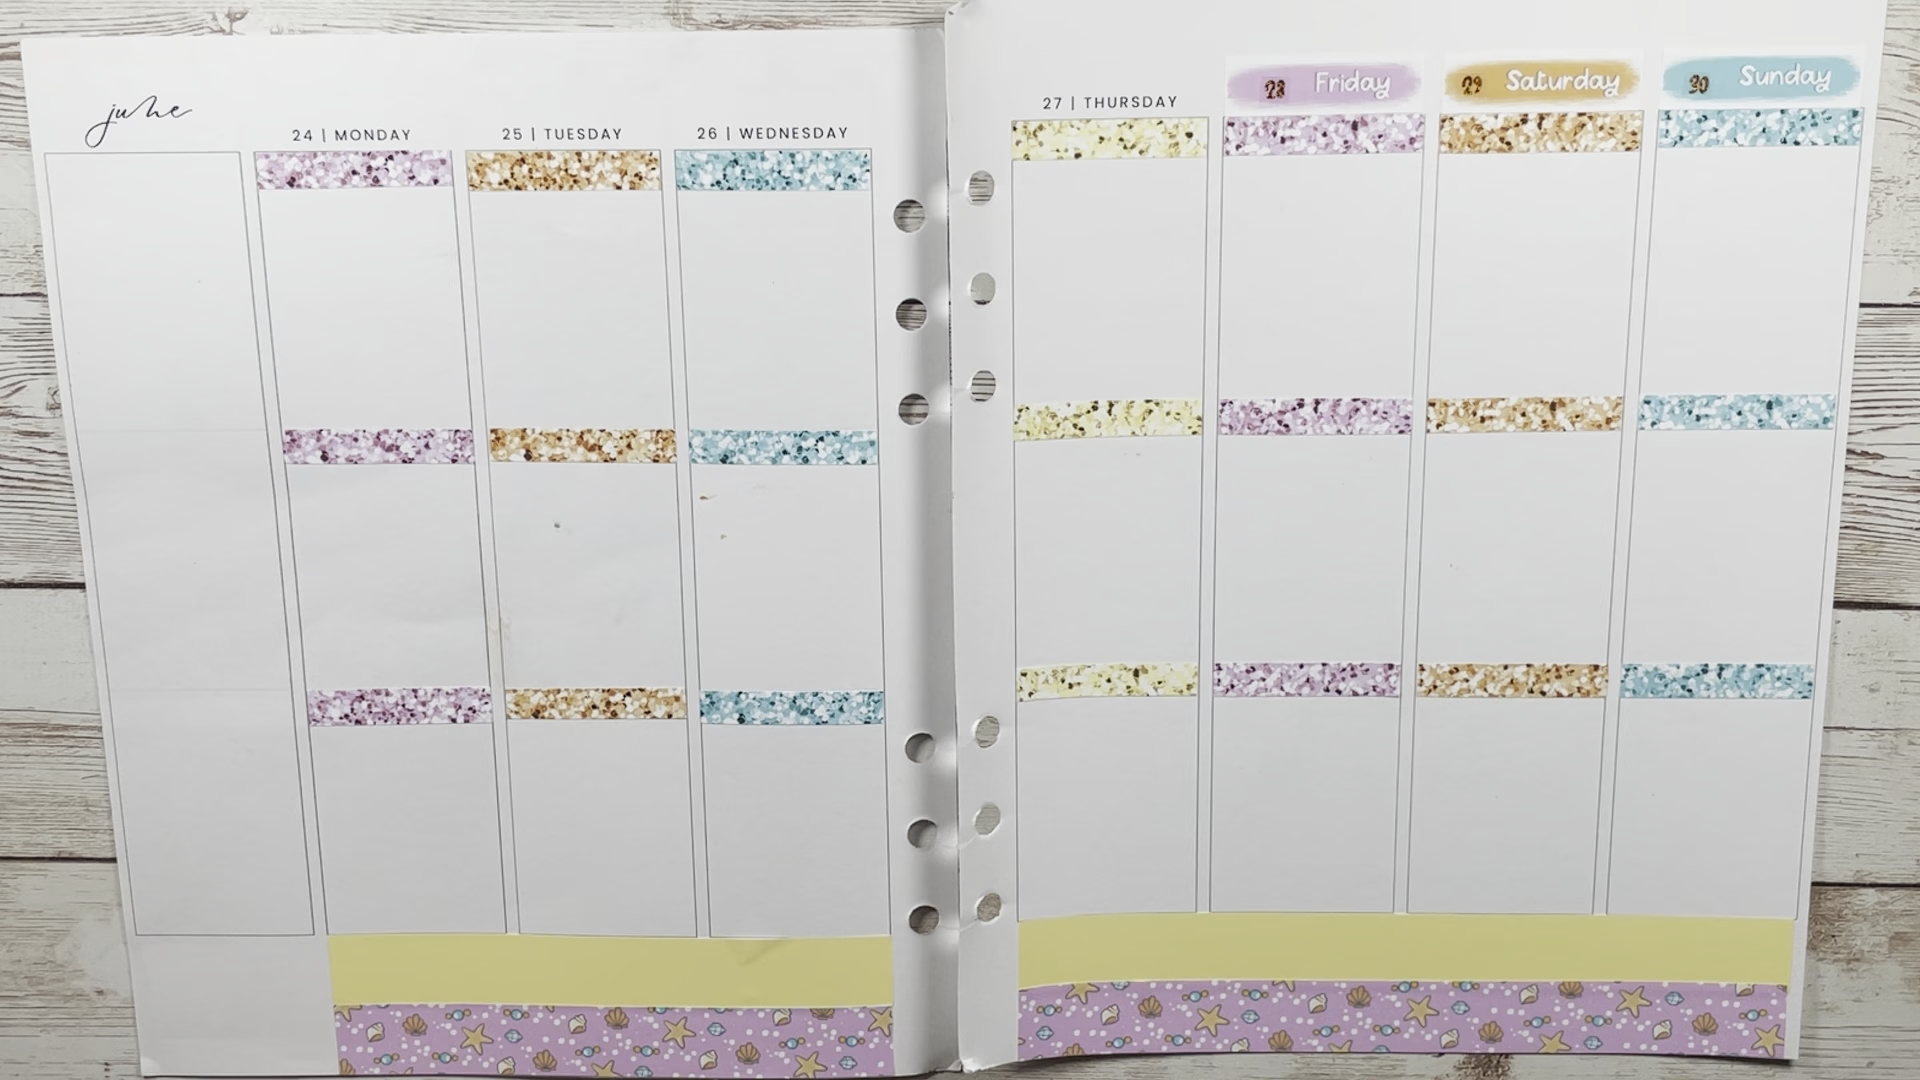 june
24 | MONDAY
25 | TUESDAY
26 | WEDNESDAY
27 | THURSDAY
28 Friday
29 Saturday
30 Sunday